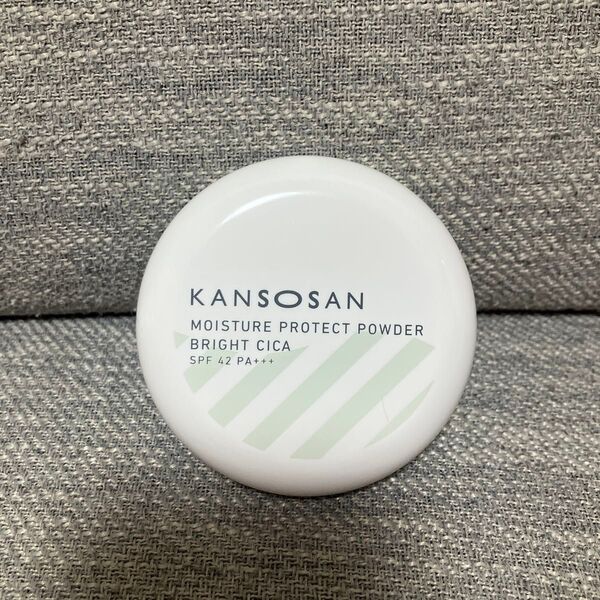 KANSOSAN
MOISTURE PROTECT POWDER
BRIGHT CICA
SPF 42 PA+++